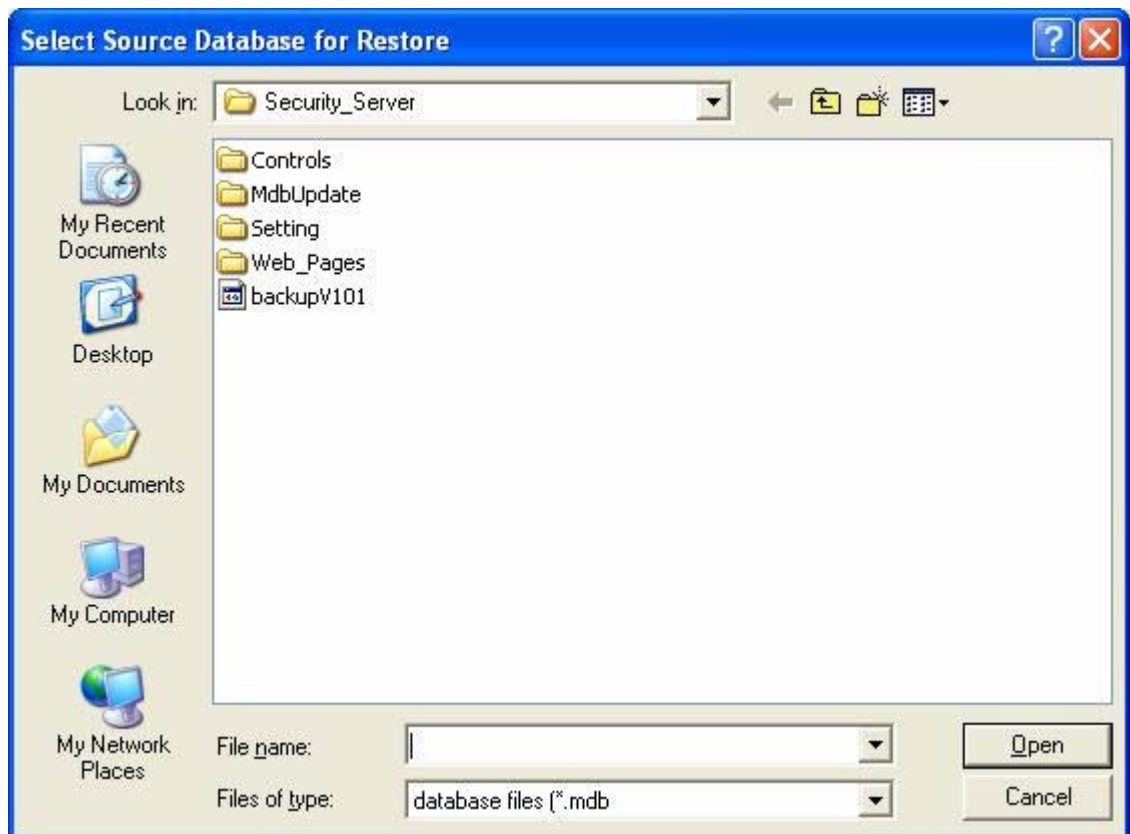 Select Source Database for Restore
Look in:
Security_Server
Controls
MdbUpdate
Setting
Web_Pages
backupV101
My Recent
Documents
Desktop
My Documents
My Computer
My Network
Places
File name:
Open
Files of type:
database files (*.mdb
Cancel